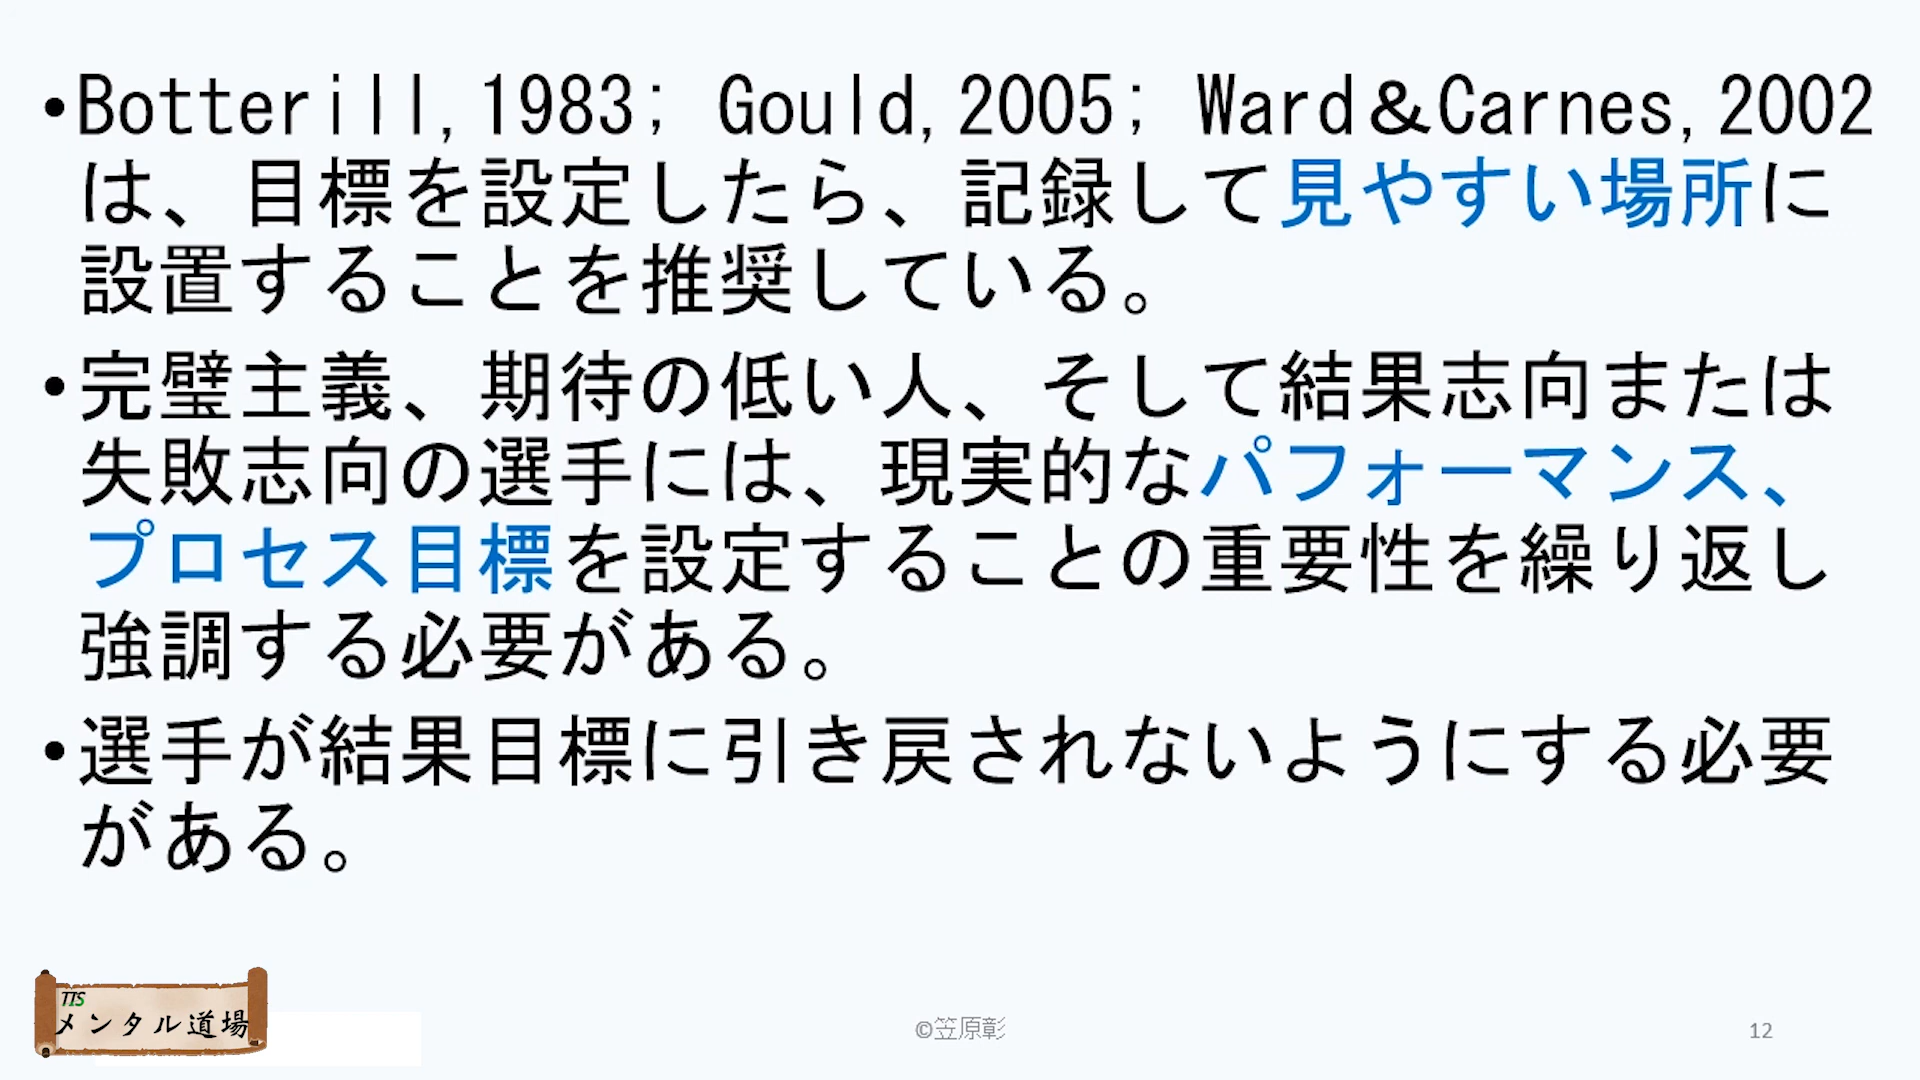 •Botterill,1983; Gould,2005; Ward＆Carnes,2002
は、目標を設定したら、記録して見やすい場所に
設置することを推奨している。
•完璧主義、期待の低い人、そして結果志向または
失敗志向の選手には、現実的なパフォーマンス、
プロセス目標を設定することの重要性を繰り返し
強調する必要がある。
•選手が結果目標に引き戻されないようにする必要
がある。
TTS
メンタル道場
©笠原彰
12